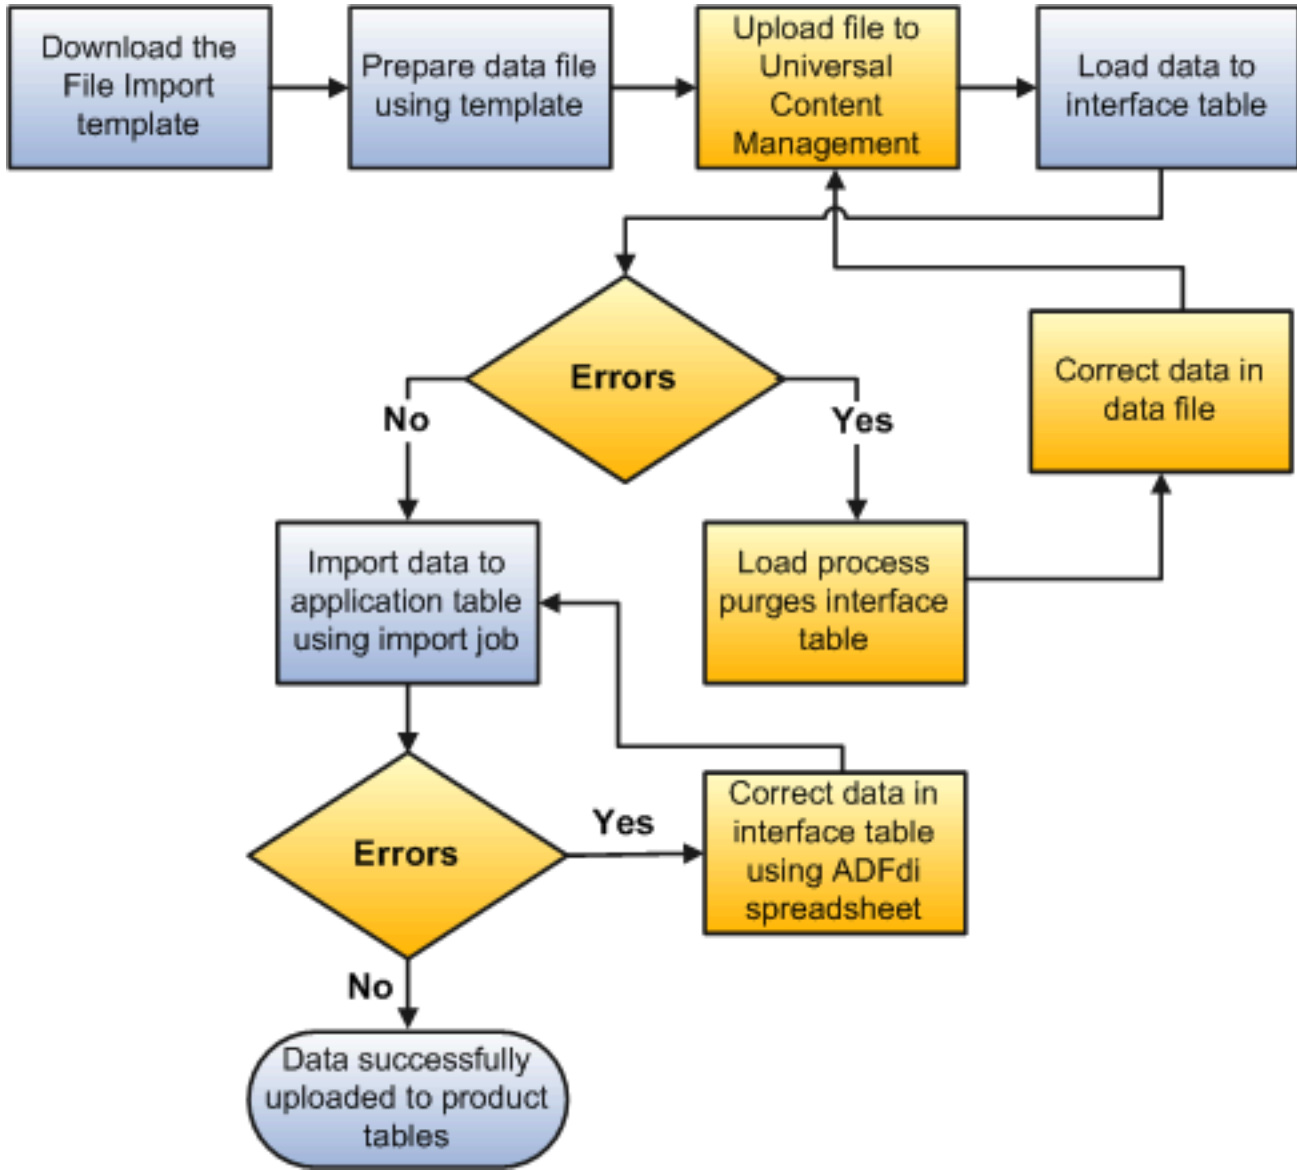 Download the
File Import
template
Prepare data file
using template
Upload file to
Universal
Content
Management
Load data to
interface table
Errors
No
Yes
Correct data in
data file
Import data to
application table
using import job
Load process
purges interface
table
Errors
Yes
Correct data in
interface table
using ADFdi
spreadsheet
No
Data successfully
uploaded to product
tables